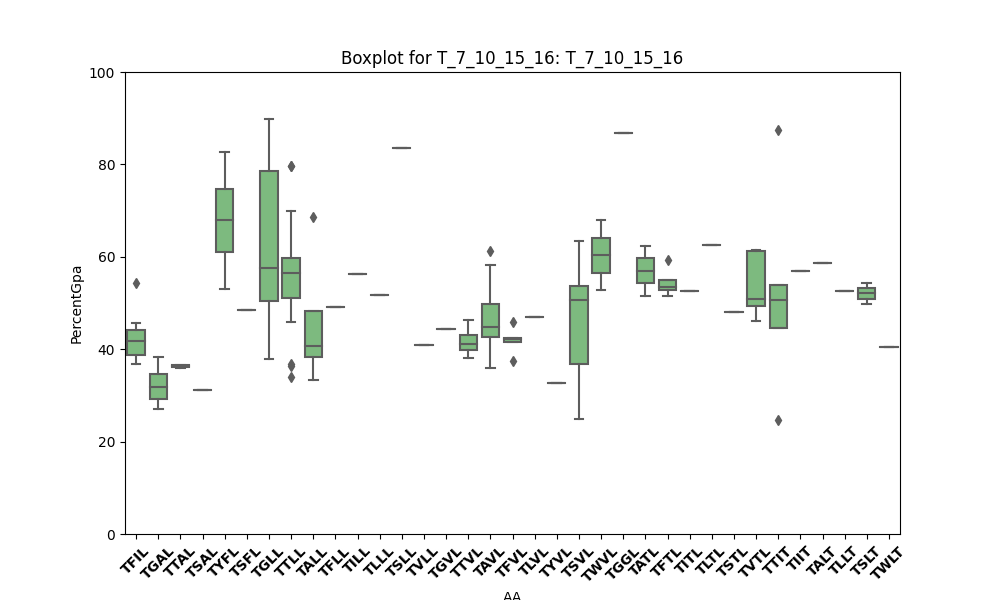 Boxplot for T_7_10_15_16: T_7_10_15_16
100
80
60
40
20
0
PercentGpa
TFIL TGAL TTAL TSAL TYFL TSFL TGLL TTLL TALL TFLL TILL TLLL TSLL TVLL TGVL TTVL TAVL TFVL TLVL TYVL TSVL TWVL TGGL TATL TFTL TITL TLTL TSTL TVTL TTIT TIIT TALT TLLT TSLT TWLT
AA